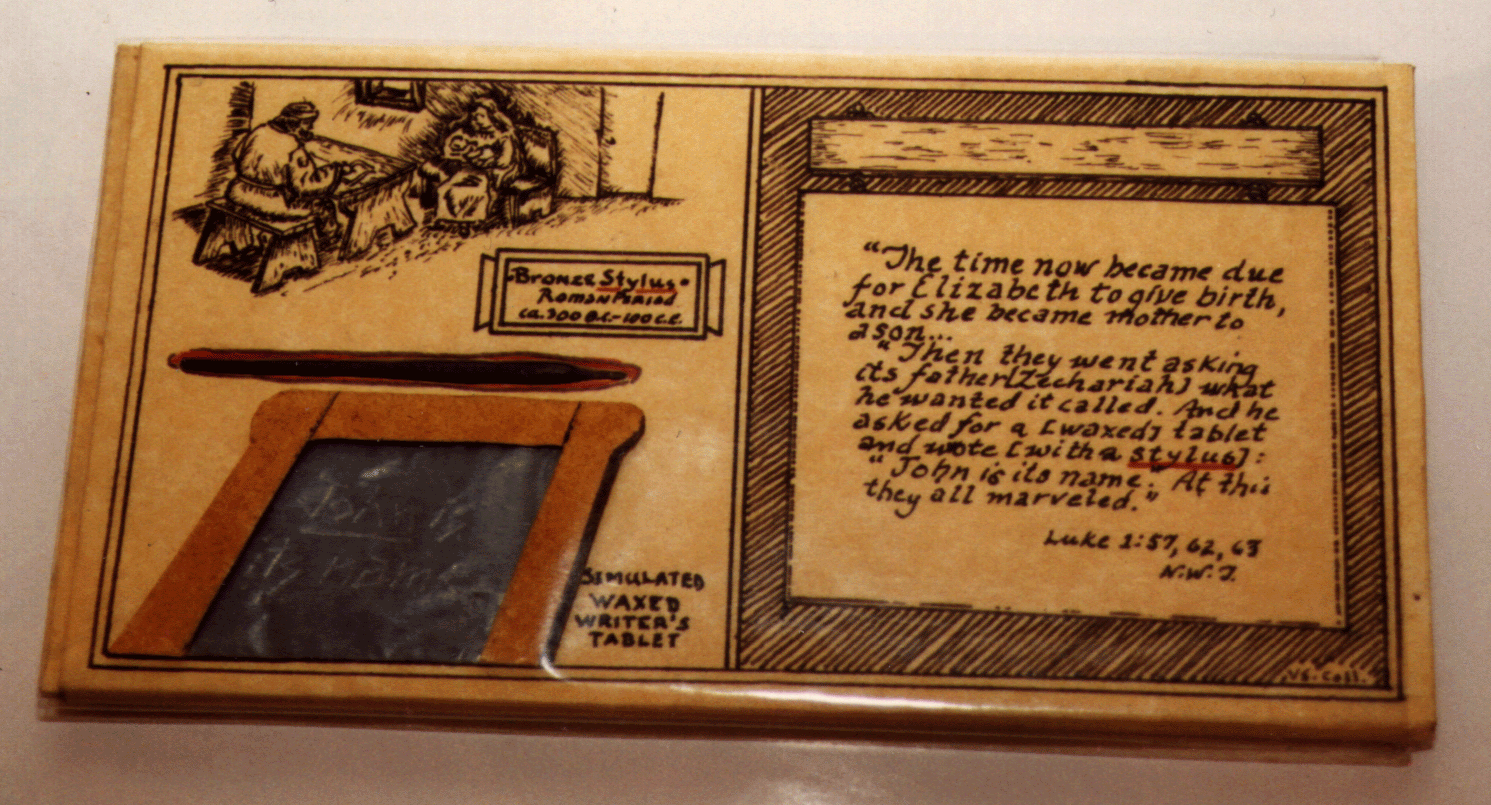 •Bronze Stylus•
Roman Period
ca. 300 B.C.- 100 C.E.
John is
its name
SIMULATED
WAXED
WRITER'S
TABLET
"The time now became due
for Elizabeth to give birth,
and she became mother to
a son...
"Then they went asking
its father[Zechariah] what
he wanted it called. And he
asked for a [waxed] tablet
and wrote [with a stylus]:
"John is its name. At this
they all marveled."
Luke 1:57, 62, 63
N.W.T.
Coll.